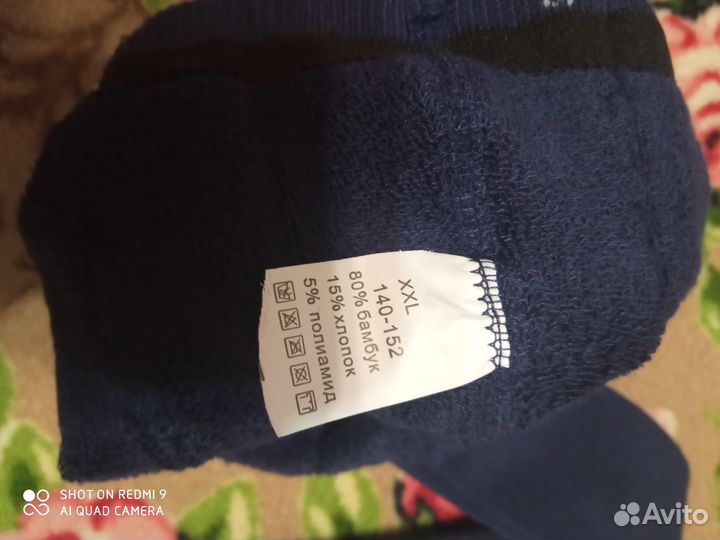 XXL
140-152
80% бамбук
15% хлопок
5% полиамид
SHOT ON REDMI 9
AI QUAD CAMERA
Avito